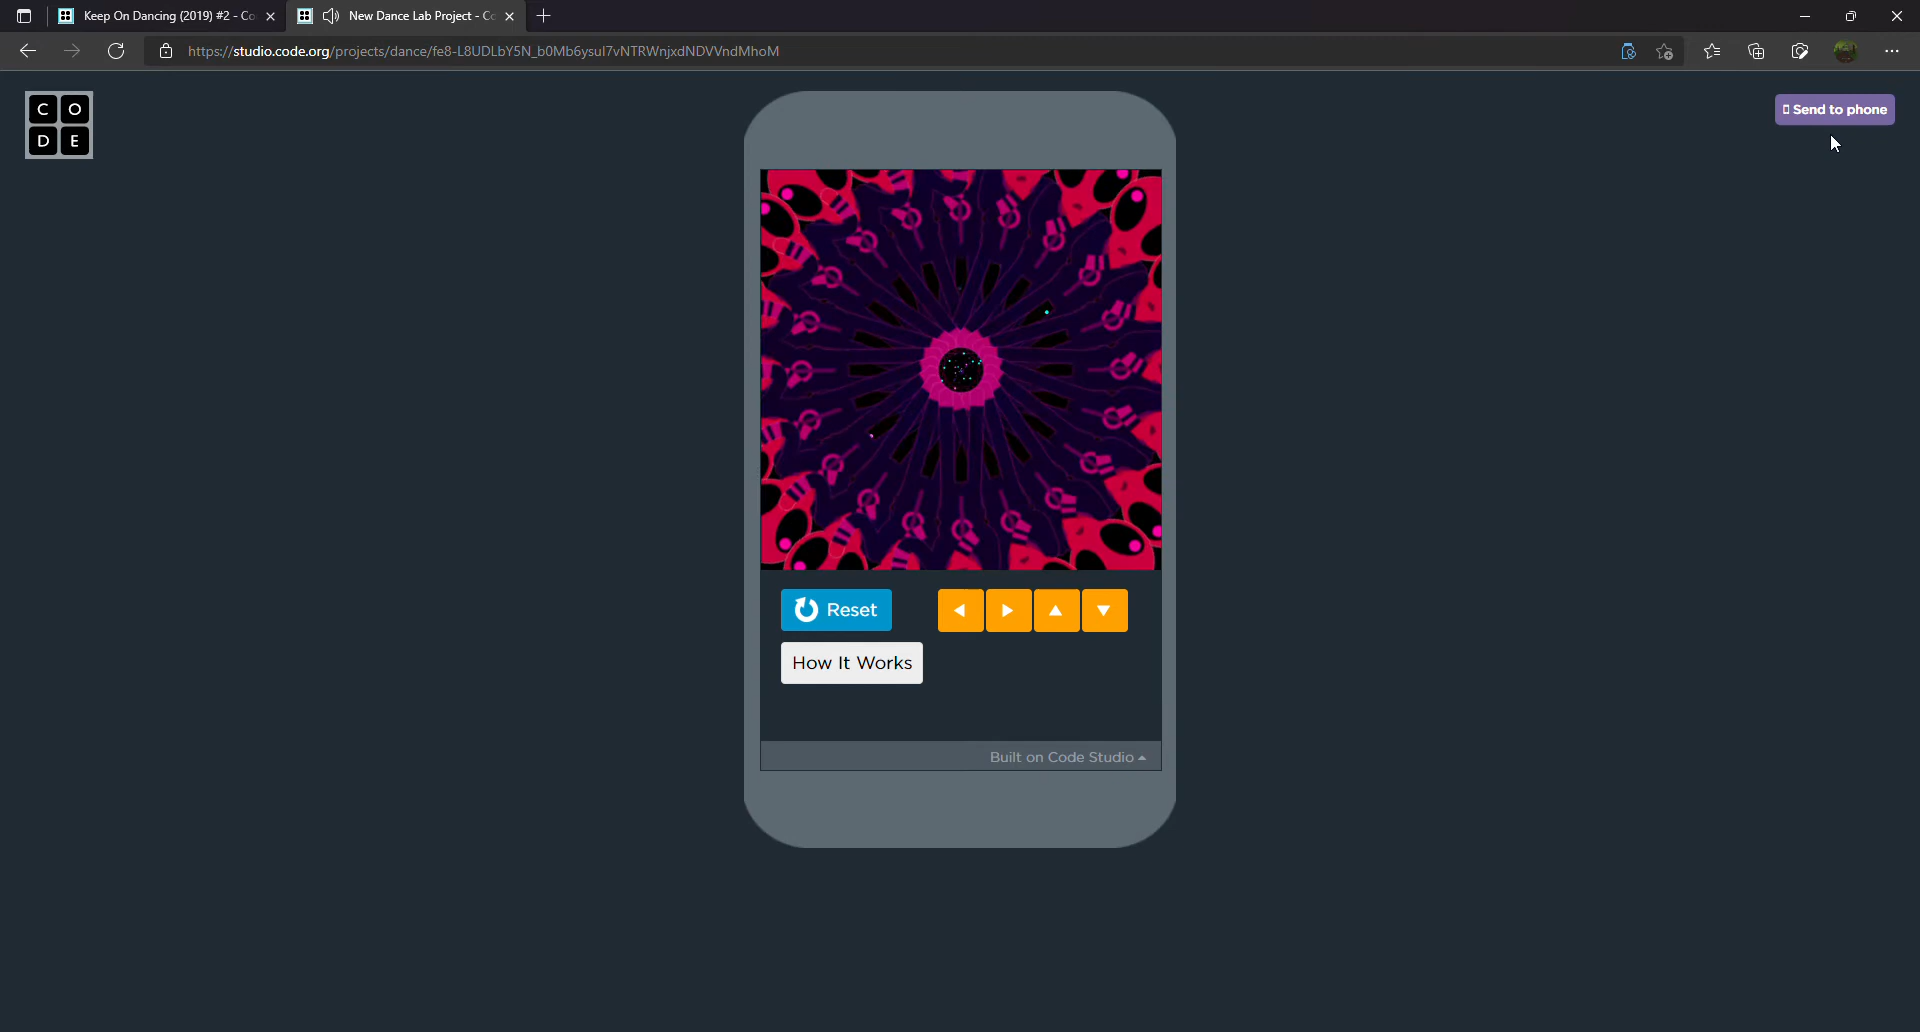 Keep On Dancing (2019) #2 - Co
New Dance Lab Project - Co
https://studio.code.org/projects/dance/fe8-L8UDLbY5N_b0Mb6ysul7vNTRWnjxdNDVVndMhoM
C O
D E
Send to phone
Reset
How It Works
Built on Code Studio